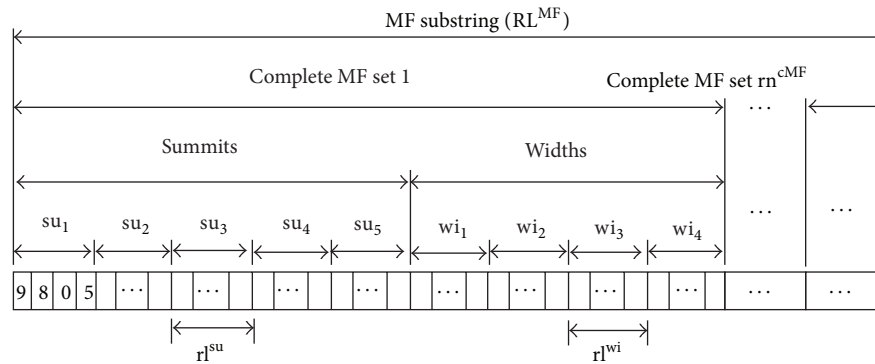 MF substring (RL^MF)
Complete MF set 1
Complete MF set rn^cMF
...
Summits
Widths
su₁ su₂ su₃ su₄ su₅ wi₁ wi₂ wi₃ wi₄ ... ...
9 8 0 5 ... ... ... ... ... ... ... ... ... ...
rl^su rl^wi